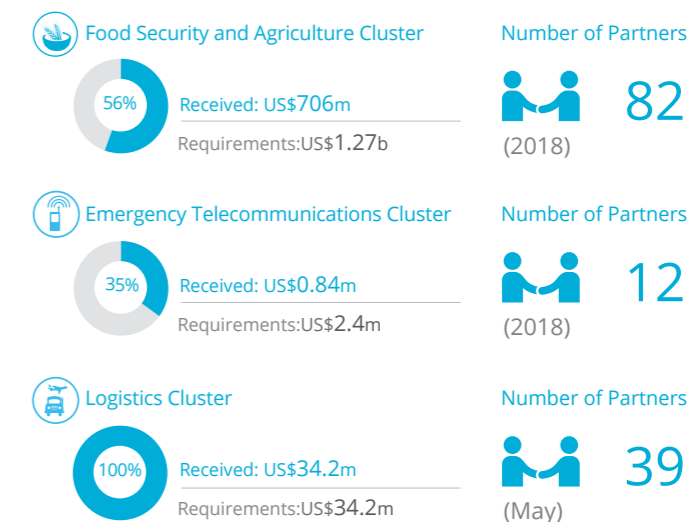 Food Security and Agriculture Cluster
Number of Partners
56%
Received: US$706m
Requirements:US$1.27b
82
(2018)
Emergency Telecommunications Cluster
Number of Partners
35%
Received: US$0.84m
Requirements:US$2.4m
12
(2018)
Logistics Cluster
Number of Partners
100%
Received: US$34.2m
Requirements:US$34.2m
39
(May)